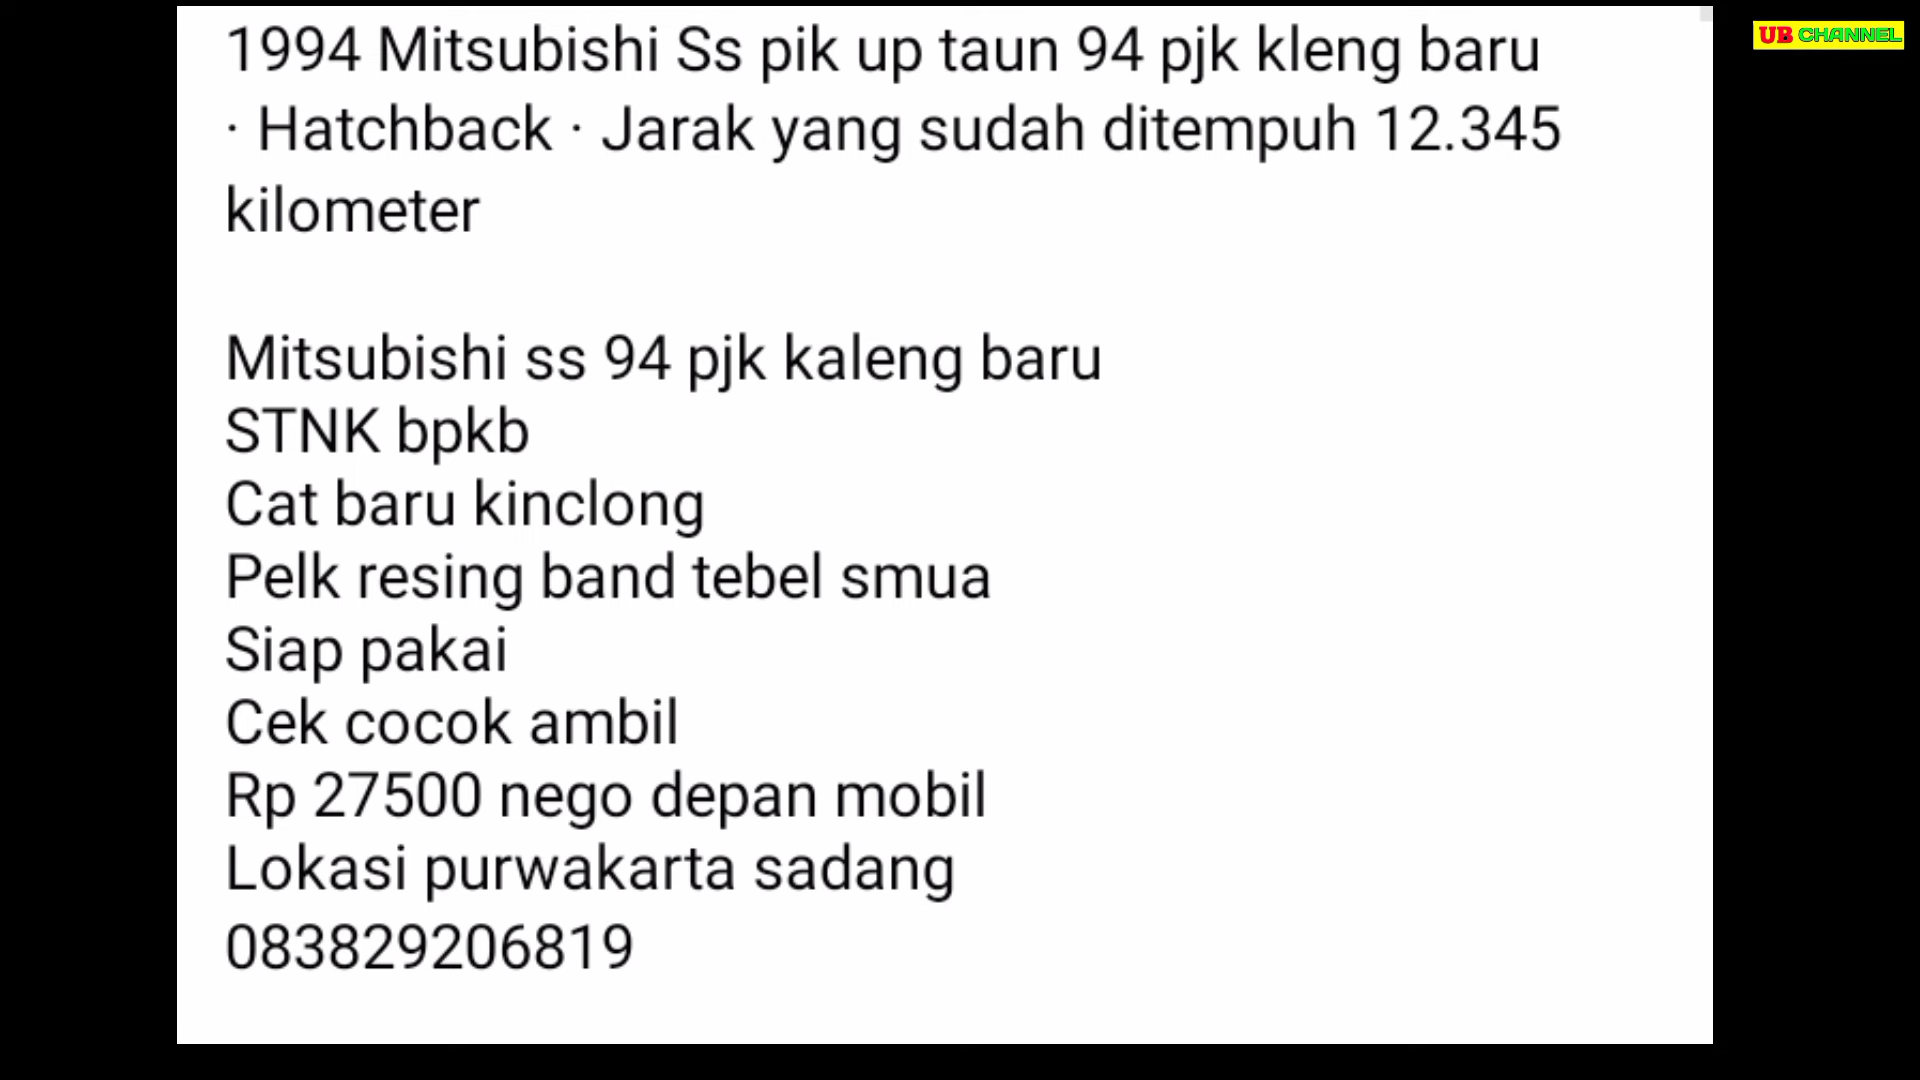 1994 Mitsubishi Ss pik up taun 94 pjk kleng baru
· Hatchback · Jarak yang sudah ditempuh 12.345
kilometer
Mitsubishi ss 94 pjk kaleng baru
STNK bpkb
Cat baru kinclong
Pelk resing band tebel smua
Siap pakai
Cek cocok ambil
Rp 27500 nego depan mobil
Lokasi purwakarta sadang
083829206819
UB CHANNEL